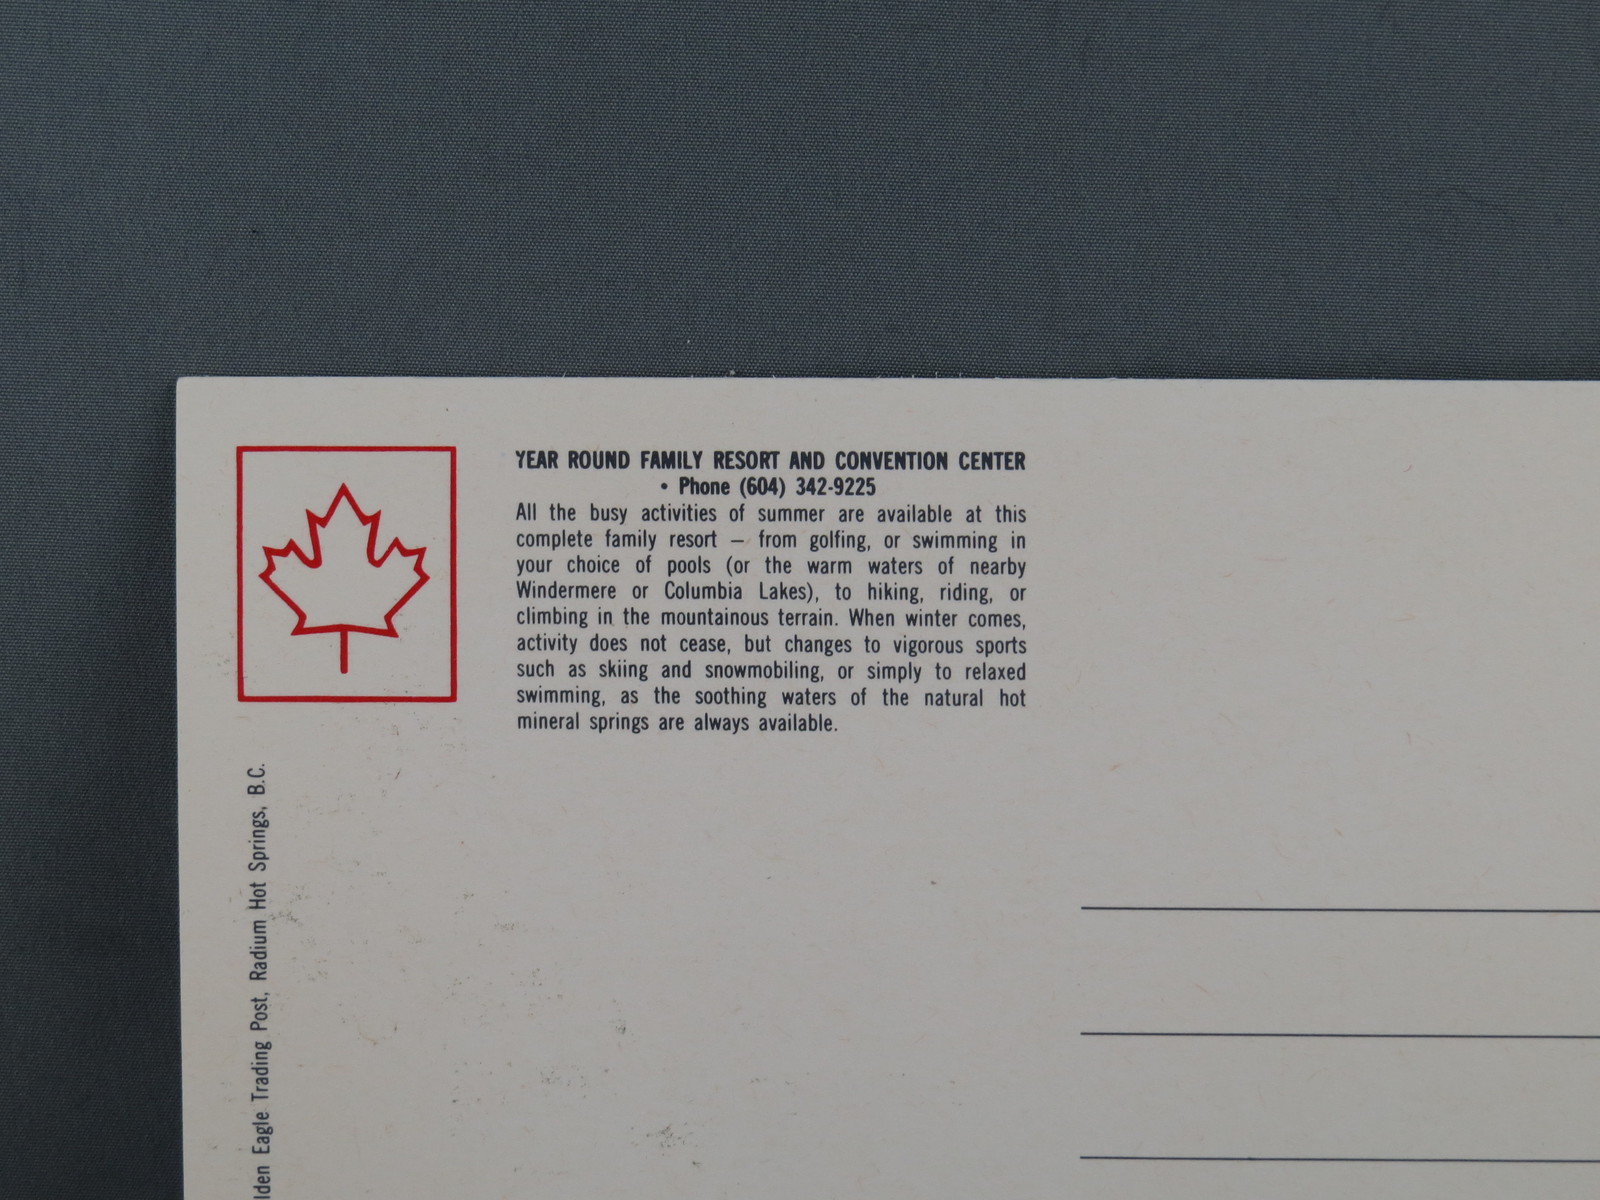 YEAR ROUND FAMILY RESORT AND CONVENTION CENTER
• Phone (604) 342-9225
All the busy activities of summer are available at this
complete family resort — from golfing, or swimming in
your choice of pools (or the warm waters of nearby
Windermere or Columbia Lakes), to hiking, riding, or
climbing in the mountainous terrain. When winter comes,
activity does not cease, but changes to vigorous sports
such as skiing and snowmobiling, or simply to relaxed
swimming, as the soothing waters of the natural hot
mineral springs are always available.
lden Eagle Trading Post, Radium Hot Springs, B.C.